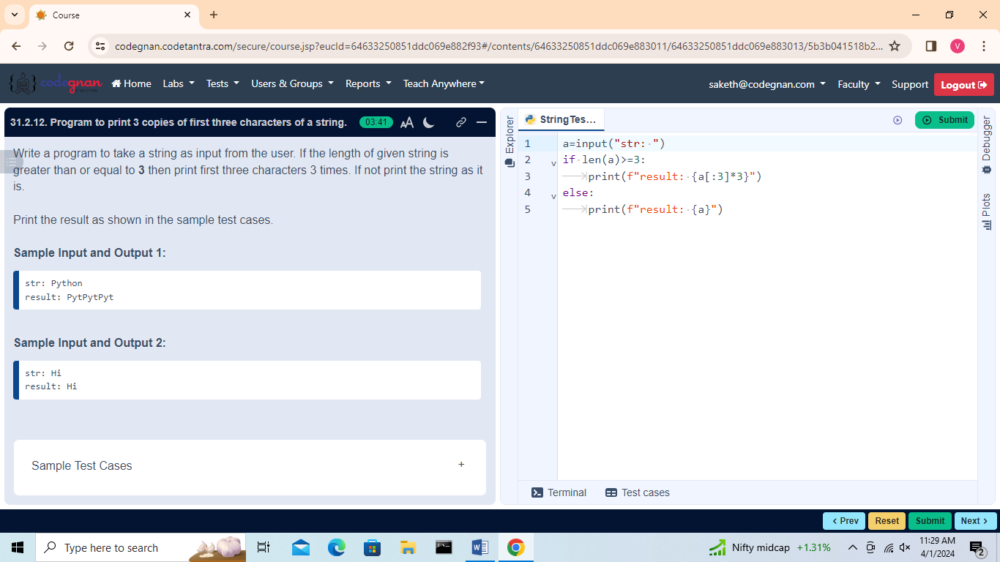 Course
codegnan.codetantra.com/secure/course.jsp?eucId=64633250851ddc069e882f93#/contents/64633250851ddc069e883011/64633250851ddc069e883013/5b3b041518b2...
V
codegnan
Home
Labs
Tests
Users & Groups
Reports
Teach Anywhere
saketh@codegnan.com
Faculty
Support
Logout
31.2.12. Program to print 3 copies of first three characters of a string.
03:41
AA
Write a program to take a string as input from the user. If the length of given string is
greater than or equal to 3 then print first three characters 3 times. If not print the string as it
is.
Print the result as shown in the sample test cases.
Sample Input and Output 1:
str: Python
result: PytPytPyt
Sample Input and Output 2:
str: Hi
result: Hi
Sample Test Cases
+
Explorer
StringTes...
Submit
1 a=input("str: ")
2 if len(a)>=3:
3 print(f"result: {a[:3]*3}")
4 else:
5 print(f"result: {a}")
Debugger
Plots
Terminal
Test cases
< Prev
Reset
Submit
Next >
Type here to search
Nifty midcap +1.31%
11:29 AM
4/1/2024
2